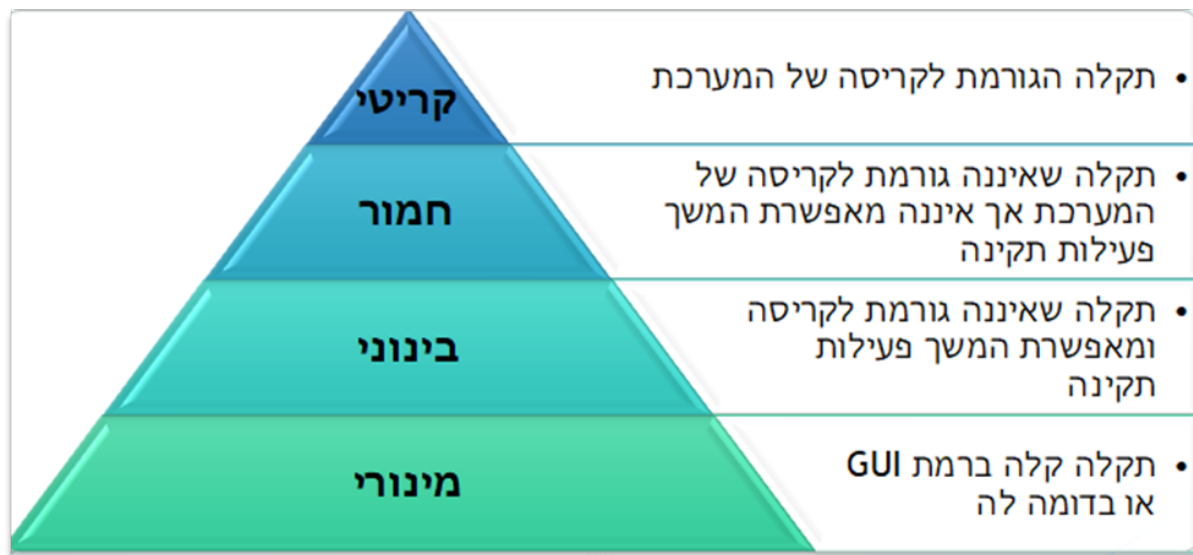 קריטי
• תקלה הגורמת לקריסה של המערכת
חמור
• תקלה שאיננה גורמת לקריסה של
המערכת אך איננה מאפשרת המשך
פעילות תקינה
בינוני
• תקלה שאיננה גורמת לקריסה
ומאפשרת המשך פעילות
תקינה
מינורי
• תקלה קלה ברמת GUI
או בדומה לה